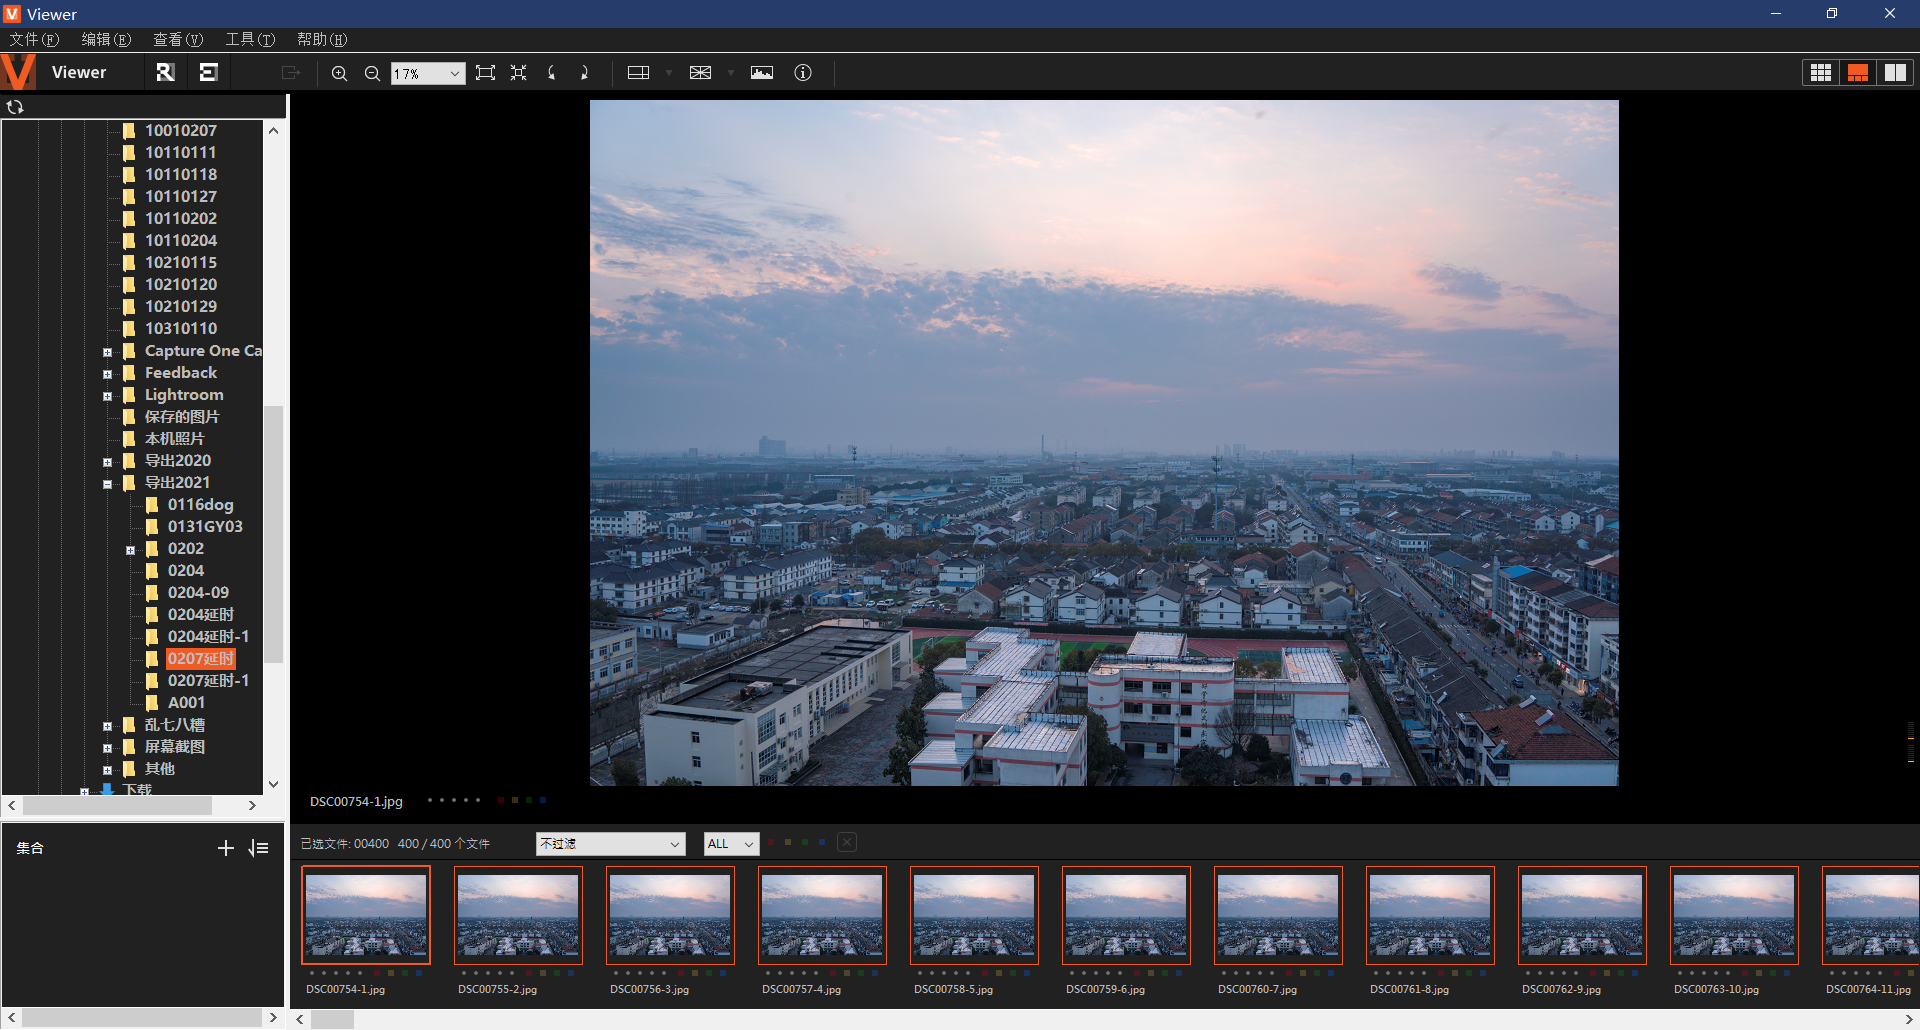 Viewer
文件(F) 编辑(E) 查看(V) 工具(T) 帮助(H)
Viewer
17%
10010207
10110111
10110118
10110127
10110202
10110204
10210115
10210120
10210129
10310110
Capture One Ca
Feedback
Lightroom
保存的图片
本机照片
导出2020
导出2021
0116dog
0131GY03
0202
0204
0204-09
0204延时
0204延时-1
0207延时
0207延时-1
A001
乱七八糟
屏幕截图
其他
下载
集合
DSC00754-1.jpg
已选文件: 00400 400 / 400 个文件 不过滤 ALL
DSC00754-1.jpg DSC00755-2.jpg DSC00756-3.jpg DSC00757-4.jpg DSC00758-5.jpg DSC00759-6.jpg DSC00760-7.jpg DSC00761-8.jpg DSC00762-9.jpg DSC00763-10.jpg DSC00764-11.jpg